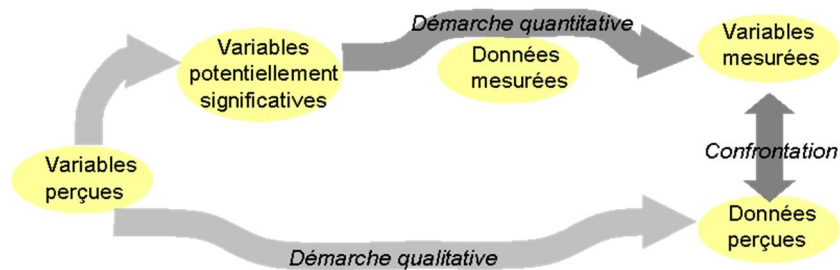 Démarche quantitative
Variables
potentiellement
significatives
Données
mesurées
Variables
mesurées
Confrontation
Variables
perçues
Données
perçues
Démarche qualitative